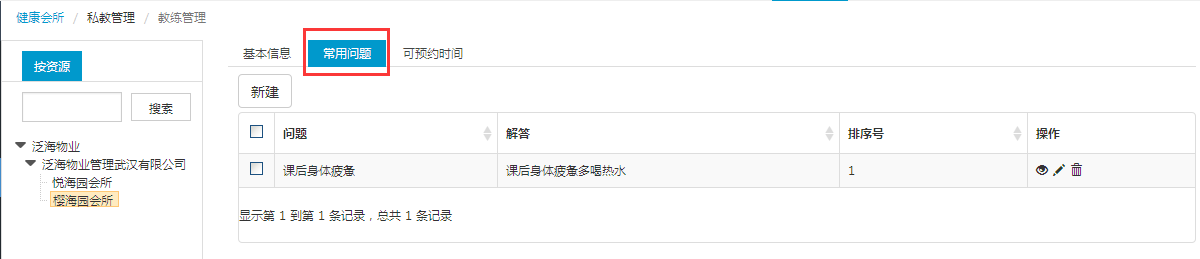 健康会所 / 私教管理 / 教练管理
按资源
搜索
泛海物业
泛海物业管理武汉有限公司
悦海园会所
樱海园会所
基本信息 常用问题 可预约时间
新建
问题 解答 排序号 操作
课后身体疲惫 课后身体疲惫多喝热水 1
显示第 1 到第 1 条记录，总共 1 条记录